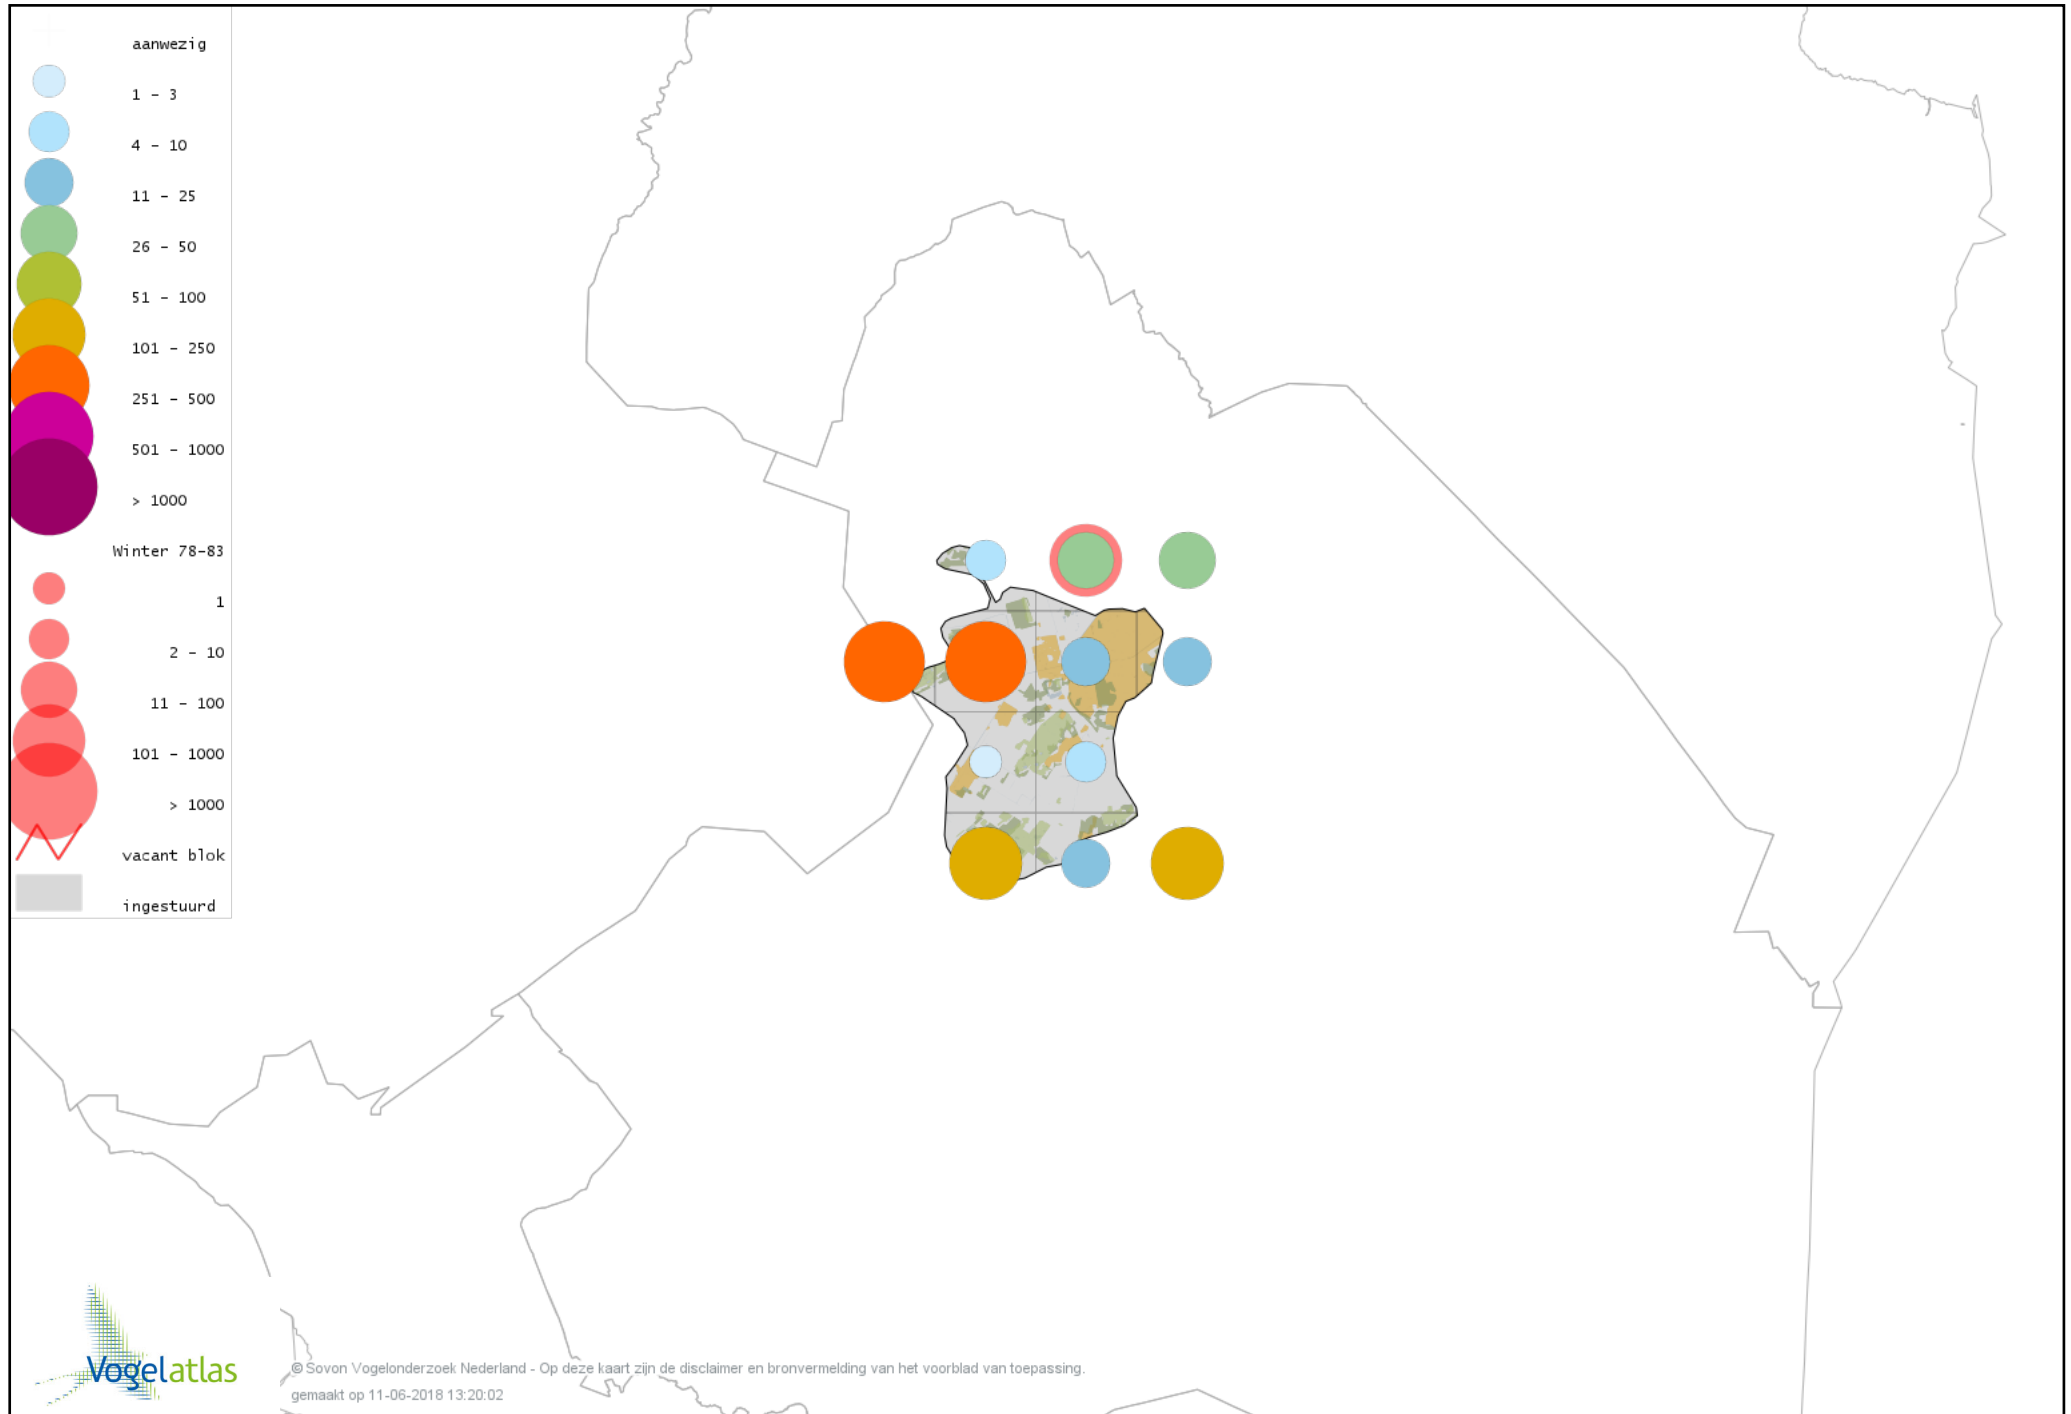 aanwezig
1 – 3
4 – 10
11 – 25
26 – 50
51 – 100
101 – 250
251 – 500
501 – 1000
> 1000
Winter 78–83
1
2 – 10
11 – 100
101 – 1000
> 1000
vacant blok
ingestuurd
Vogelatlas
© Sovon Vogelonderzoek Nederland - Op deze kaart zijn de disclaimer en bronvermelding van het voorblad van toepassing.
gemaakt op 11-06-2018 13:20:02